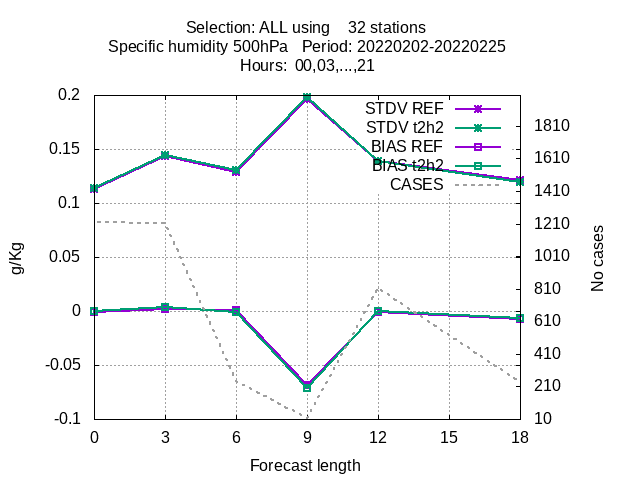 Selection: ALL using    32 stations
Specific humidity 500hPa   Period: 20220202-20220225
Hours: 00,03,...,21
STDV REF
STDV t2h2
BIAS REF
BIAS t2h2
CASES
0.2
0.15
0.1
0.05
0
-0.05
-0.1
g/Kg
1810
1610
1410
1210
1010
810
610
410
210
10
No cases
0 3 6 9 12 15 18
Forecast length